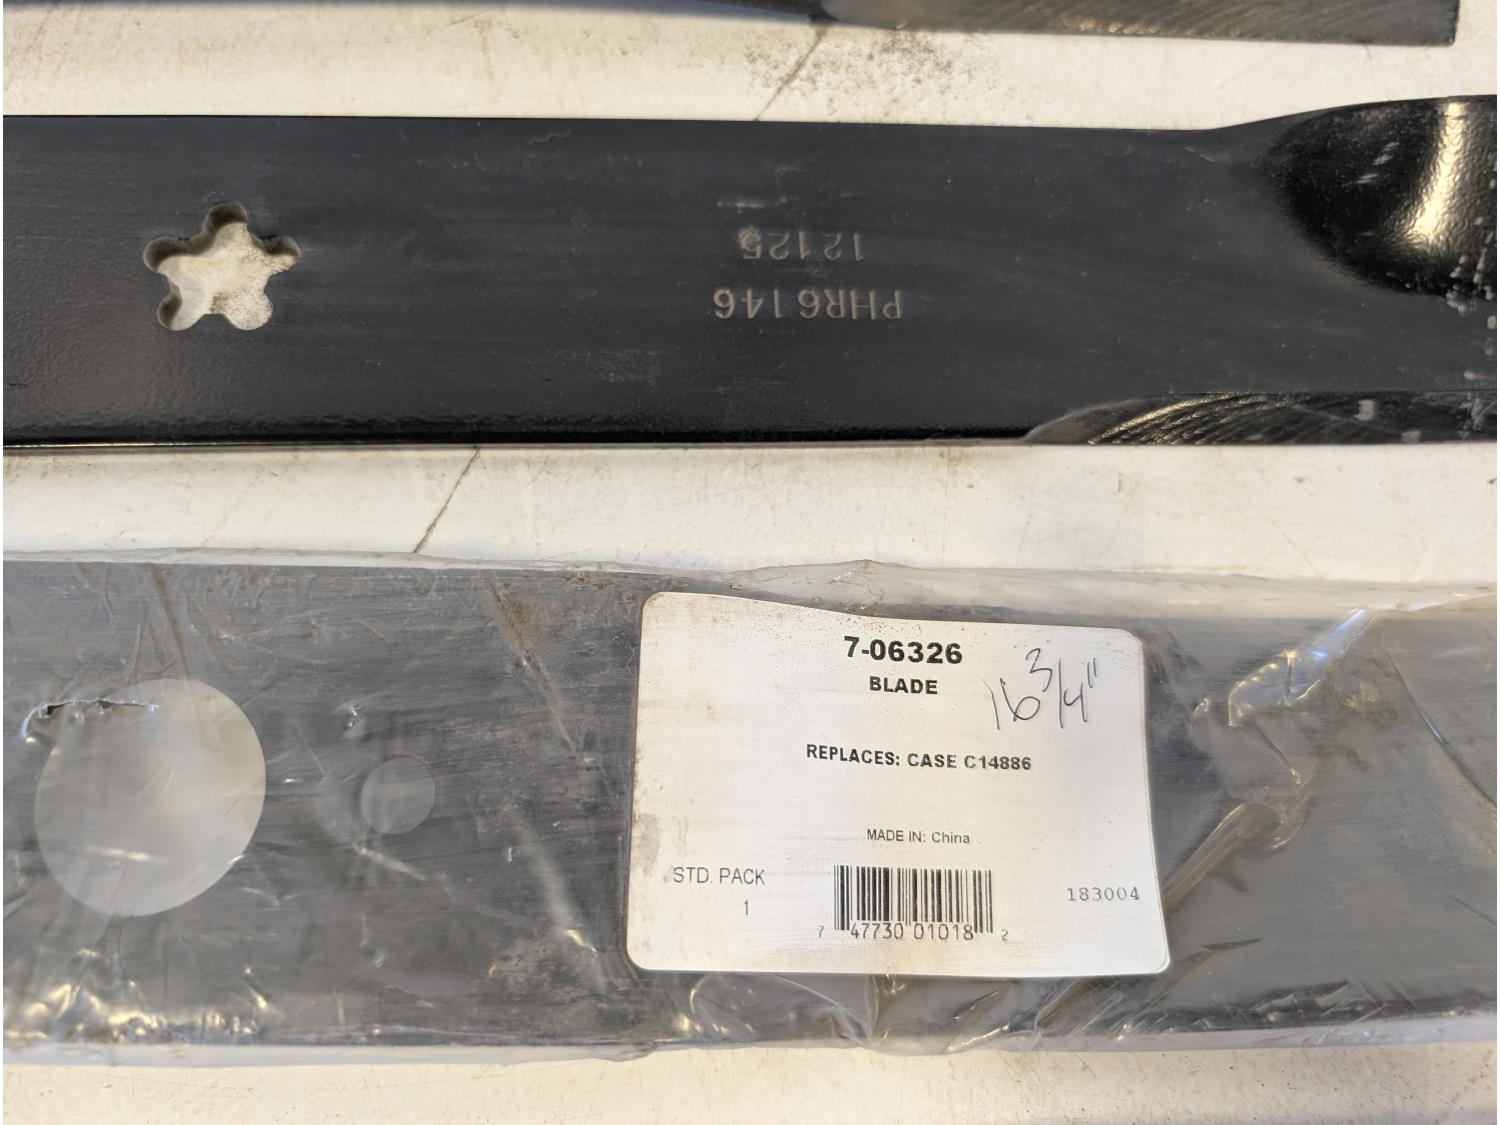 PHR6146
12125
7-06326
BLADE
16 3/4"
REPLACES: CASE C14886
MADE IN: China
STD. PACK
1
183004
7 47730 01018 2